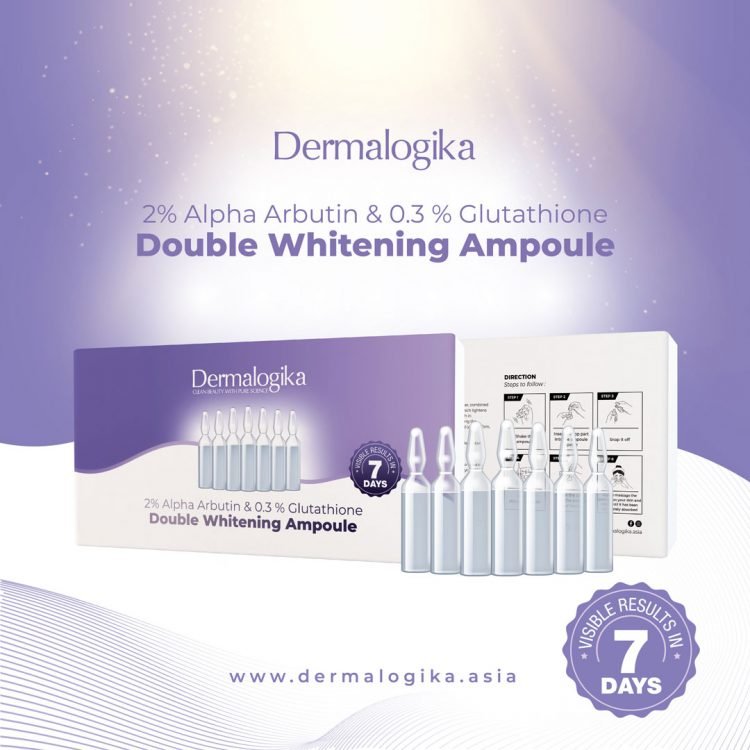 Dermalogika
2% Alpha Arbutin & 0.3 % Glutathione
Double Whitening Ampoule
Dermalogika
CLEAN BEAUTY WITH PURE SCIENCE
VISIBLE RESULTS IN
7
DAYS
2% Alpha Arbutin & 0.3 % Glutathione
Double Whitening Ampoule
DIRECTION
Steps to follow :
STEP 1
STEP 2
STEP 3
Snap it off
combined
lightens
VISIBLE RESULTS IN
7
DAYS
www.dermalogika.asia